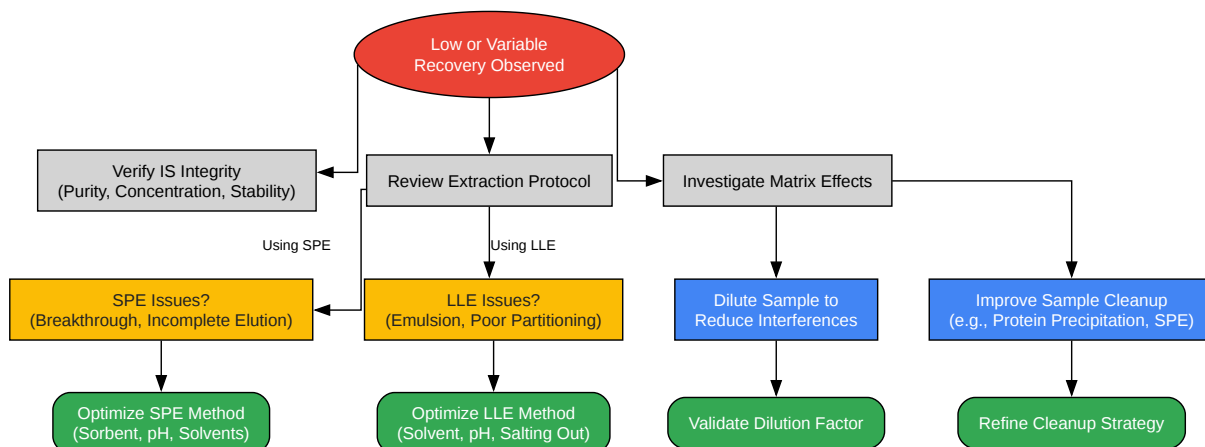 Low or Variable
Recovery Observed
Verify IS Integrity
(Purity, Concentration, Stability)
Review Extraction Protocol
Investigate Matrix Effects
Using SPE
Using LLE
SPE Issues?
(Breakthrough, Incomplete Elution)
LLE Issues?
(Emulsion, Poor Partitioning)
Dilute Sample to
Reduce Interferences
Improve Sample Cleanup
(e.g., Protein Precipitation, SPE)
Optimize SPE Method
(Sorbent, pH, Solvents)
Optimize LLE Method
(Solvent, pH, Salting Out)
Validate Dilution Factor
Refine Cleanup Strategy